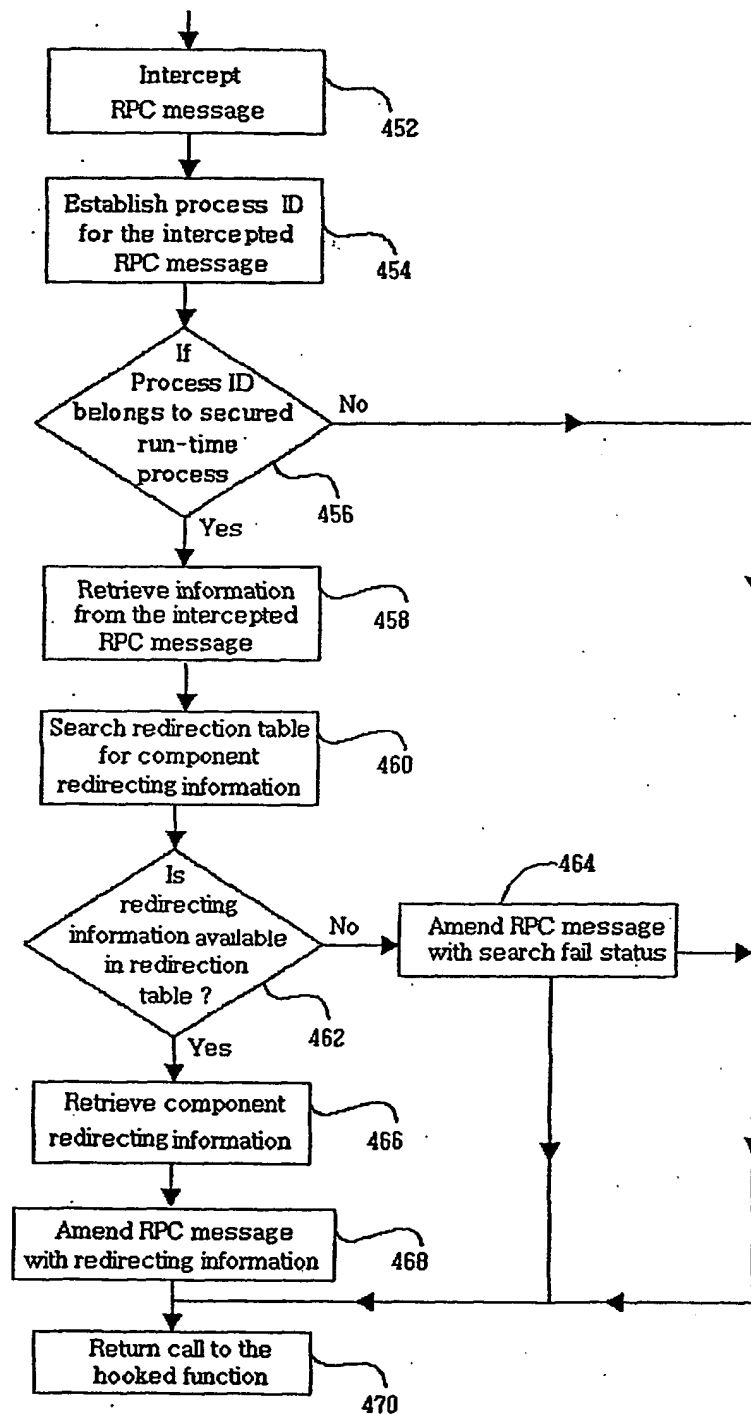 Intercept
RPC message
452
Establish process ID
for the intercepted
RPC message
454
If
Process ID
belongs to secured
run-time
process
No
456
Yes
Retrieve information
from the intercepted
RPC message
458
Search redirection table
for component
redirecting information
460
Is
redirecting
information available
in redirection
table ?
No
464
Amend RPC message
with search fail status
462
Yes
Retrieve component
redirecting information
466
Amend RPC message
with redirecting information
468
Return call to the
hooked function
470